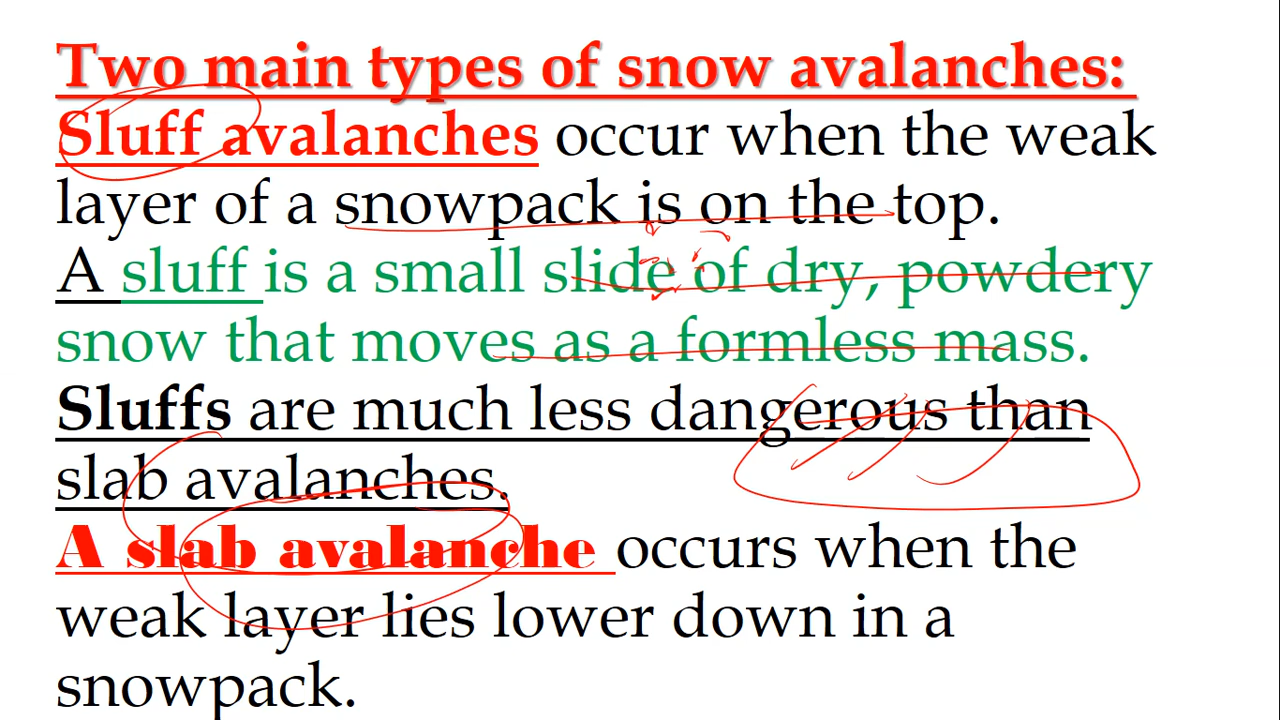 Two main types of snow avalanches:
Sluff avalanches occur when the weak
layer of a snowpack is on the top.
A sluff is a small slide of dry, powdery
snow that moves as a formless mass.
Sluffs are much less dangerous than
slab avalanches.
A slab avalanche occurs when the
weak layer lies lower down in a
snowpack.